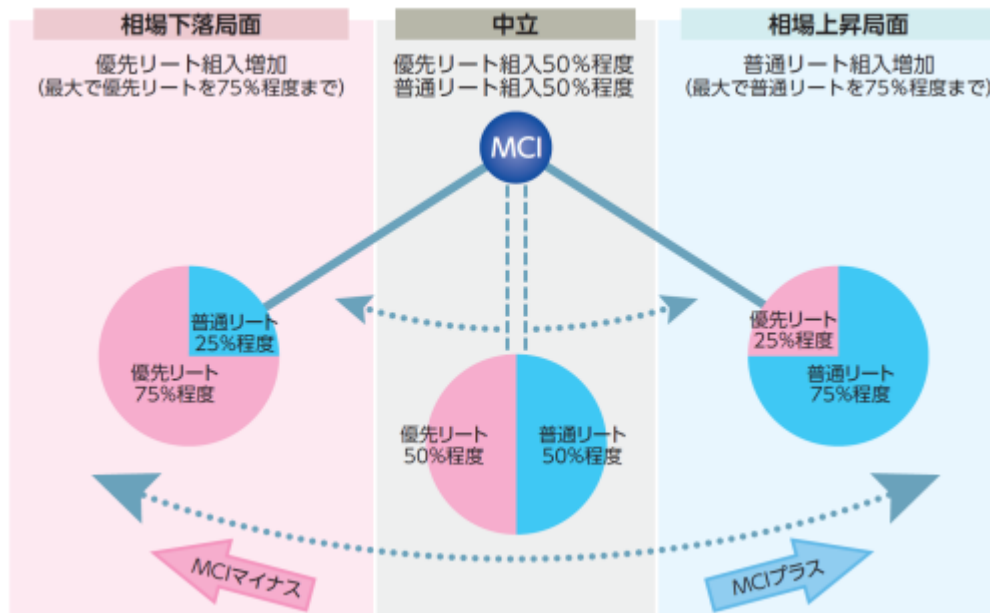 相場下落局面
優先リート組入増加
(最大で優先リートを75%程度まで)
中立
優先リート組入50%程度
普通リート組入50%程度
相場上昇局面
普通リート組入増加
(最大で普通リートを75%程度まで)
MCI
普通リート
25%程度
優先リート
75%程度
優先リート
50%程度
普通リート
50%程度
優先リート
25%程度
普通リート
75%程度
MCIマイナス
MCIプラス